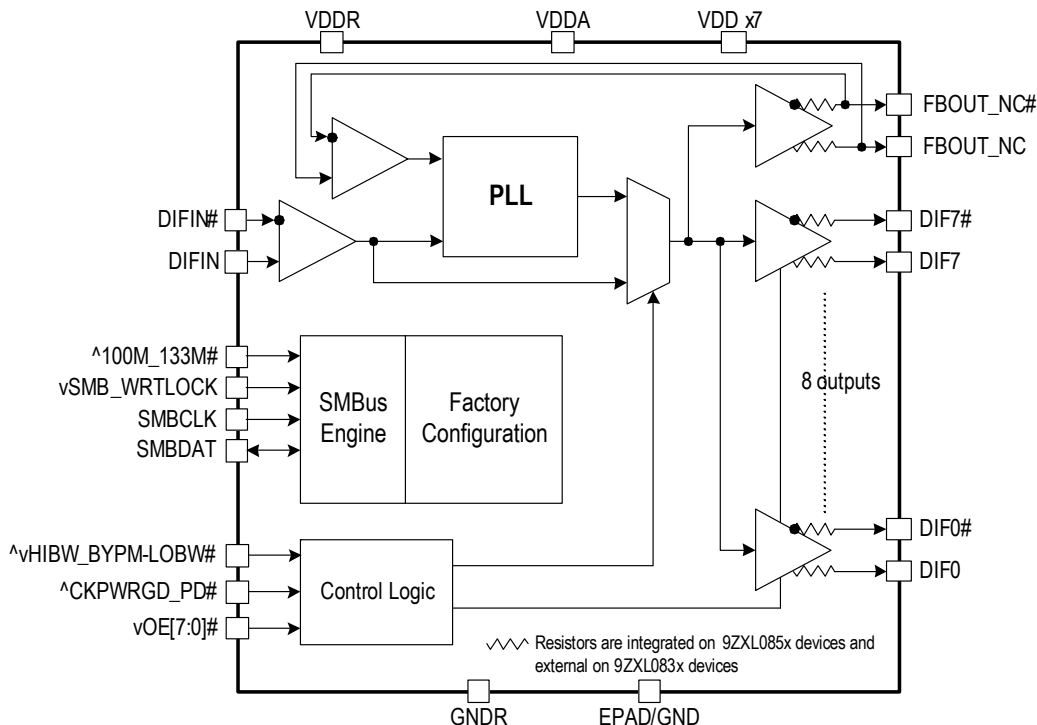 VDDR
VDDA
VDD x7
FBOUT_NC#
FBOUT_NC
PLL
DIFIN#
DIFIN
DIF7#
DIF7
^100M_133M#
vSMB_WRTLOCK
SMBCLK
SMBDAT
SMBus
Engine
Factory
Configuration
8 outputs
DIF0#
DIF0
^vHIBW_BYPM-LOBW#
^CKPWRGD_PD#
vOE[7:0]#
Control Logic
Resistors are integrated on 9ZXL085x devices and
external on 9ZXL083x devices
GNDR
EPAD/GND